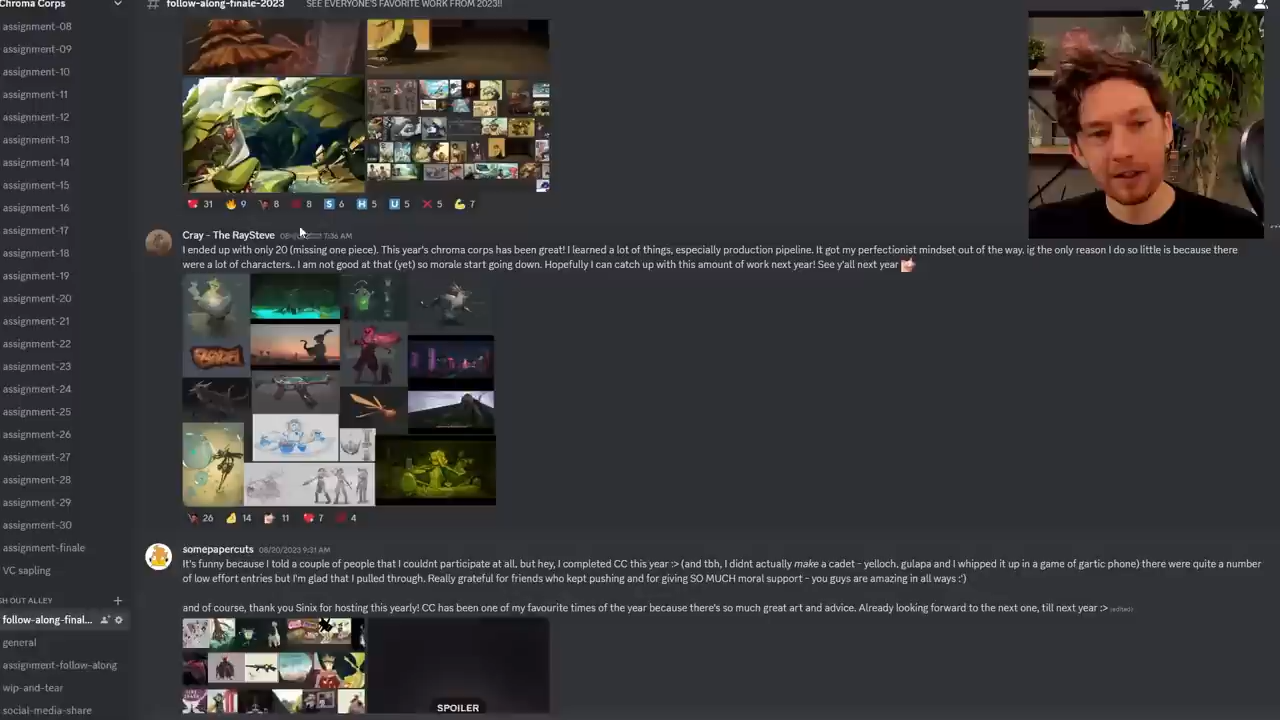 Chroma Corps
assignment-08
assignment-09
assignment-10
assignment-11
assignment-12
assignment-13
assignment-14
assignment-15
assignment-16
assignment-17
assignment-18
assignment-19
assignment-20
assignment-21
assignment-22
assignment-23
assignment-24
assignment-25
assignment-26
assignment-27
assignment-28
assignment-29
assignment-30
assignment-finale
VC sapling
SH OUT ALLEY
follow-along-final...
general
assignment-follow-along
wip-and-tear
social-media-share
# follow-along-finale-2023 SEE EVERYONE'S FAVORITE WORK FROM 2023!!
31 9 8 8 S 6 H 5 U 5 5 7
Cray - The RaySteve 7:36 AM
I ended up with only 20 (missing one piece). This year's chroma corps has been great! I learned a lot of things, especially production pipeline. It got my perfectionist mindset out of the way. ig the only reason I do so little is because there
were a lot of characters.. I am not good at that (yet) so morale start going down. Hopefully I can catch up with this amount of work next year! See y'all next year
26 14 11 7 4
somepapercuts 08/20/2023 9:31 AM
It's funny because I told a couple of people that I couldnt participate at all, but hey, I completed CC this year :> (and tbh, I didnt actually make a cadet - yelloch, gulapa and I whipped it up in a game of gartic phone) there were quite a number
of low effort entries but I'm glad that I pulled through. Really grateful for friends who kept pushing and for giving SO MUCH moral support - you guys are amazing in all ways :')
and of course, thank you Sinix for hosting this yearly! CC has been one of my favourite times of the year because there's so much great art and advice. Already looking forward to the next one, till next year :> (edited)
SPOILER